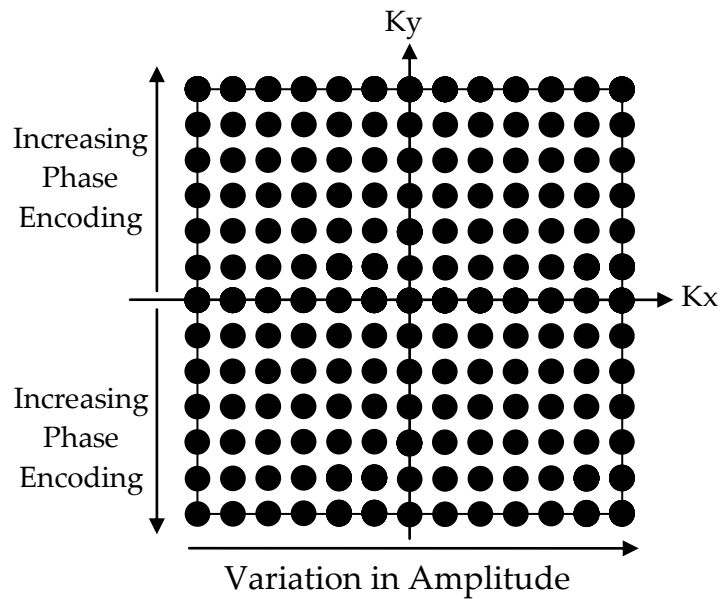 Ky
Increasing
Phase
Encoding
Kx
Increasing
Phase
Encoding
Variation in Amplitude